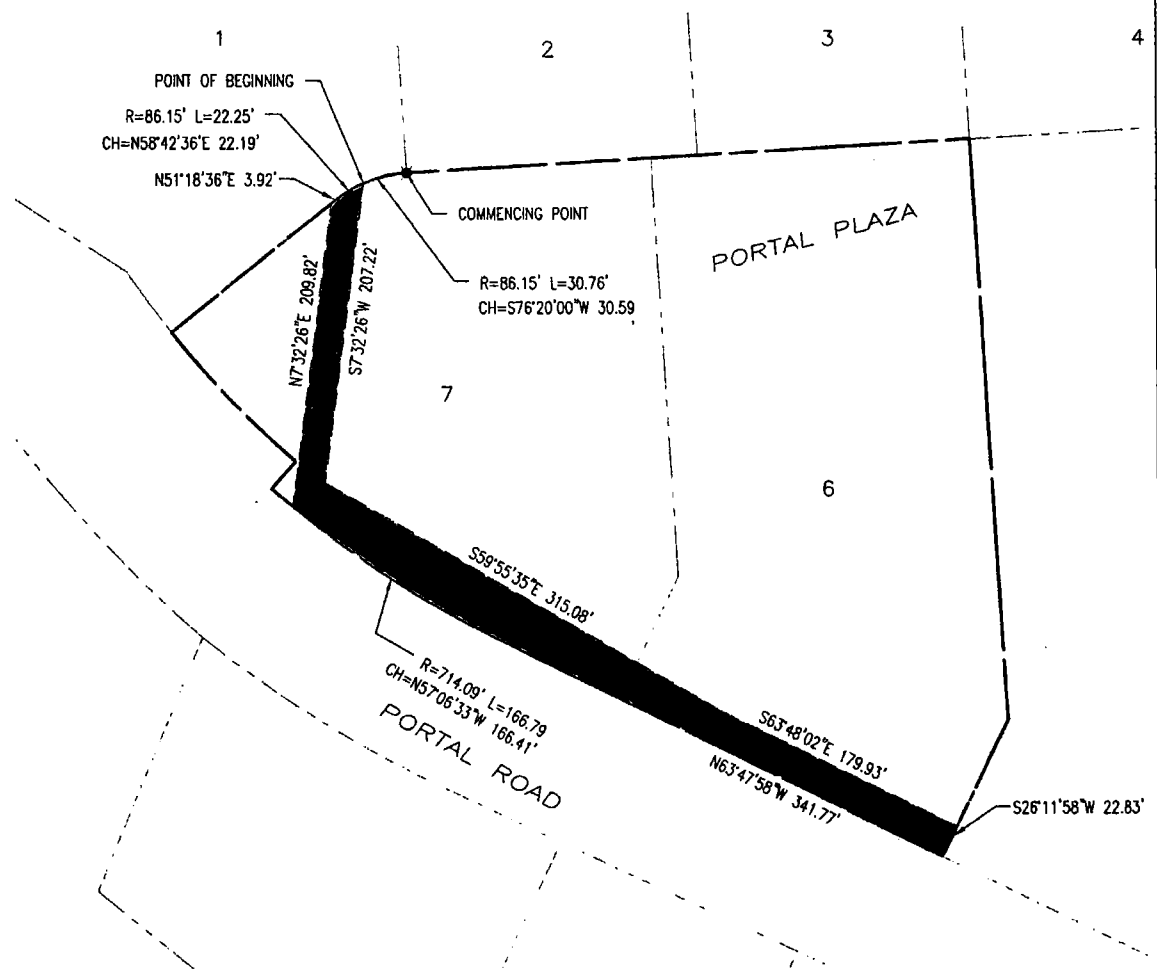 1
2
3
4
POINT OF BEGINNING
R=86.15' L=22.25'
CH=N58°42'36"E 22.19'
N51°18'36"E 3.92'
COMMENCING POINT
PORTAL PLAZA
R=86.15' L=30.76'
CH=S76°20'00"W 30.59
N7°32'26"E 209.82'
S7°32'26"W 207.22'
7
6
S59°55'35"E 315.08'
R=714.09' L=166.79
CH=N57°06'33"W 166.41'
PORTAL ROAD
S63°48'02"E 179.93'
N63°47'58"W 341.77'
S26°11'58"W 22.83'